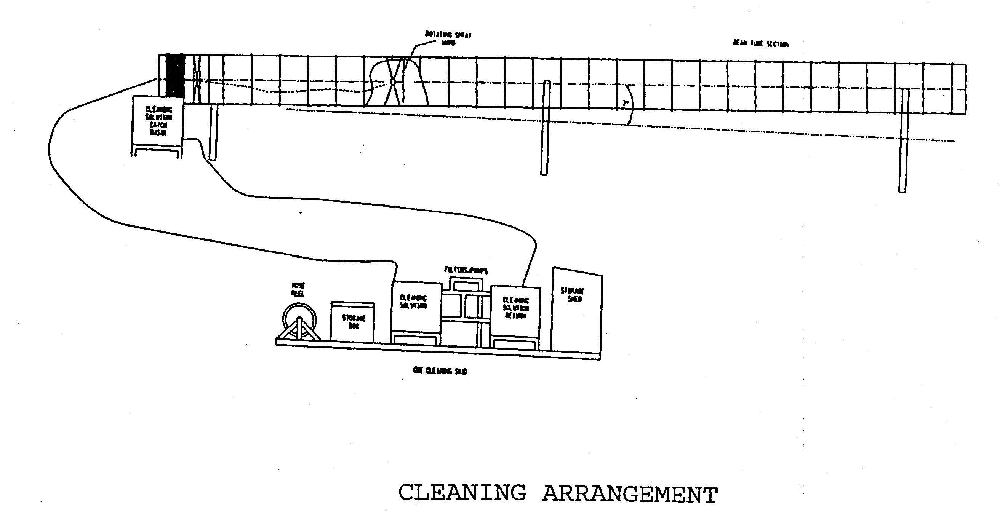 ROTATING SPRAY
BEAM TUBE SECTION
CLEANING
SOLUTION
CATCH
BASIN
FILTERS/PUMPS
HOSE
REEL
STORAGE
BOX
CLEANING
SOLUTION
CLEANING
SOLUTION
RETURN
STORAGE
SHED
CLEANING SKID
CLEANING ARRANGEMENT